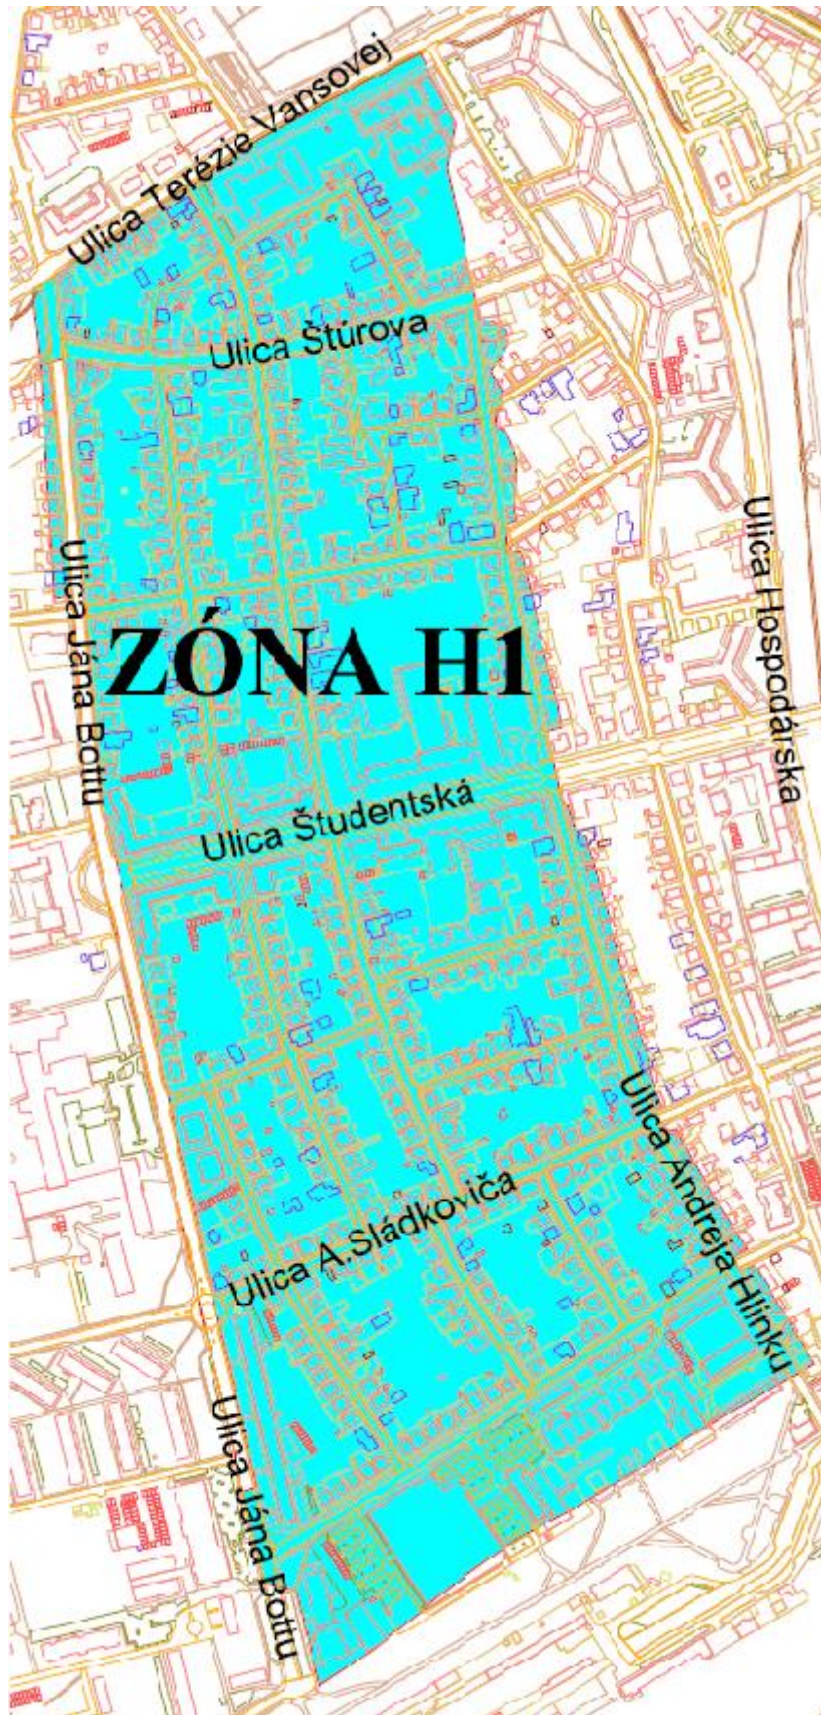 Ulica Terézie Vansovej
Ulica Štúrova
Ulica Jána Bottu
ZÓNA H1
Ulica Hospodárska
Ulica Študentská
Ulica Andreja Hlinku
Ulica A.Sládkoviča
Ulica Jána Bottu